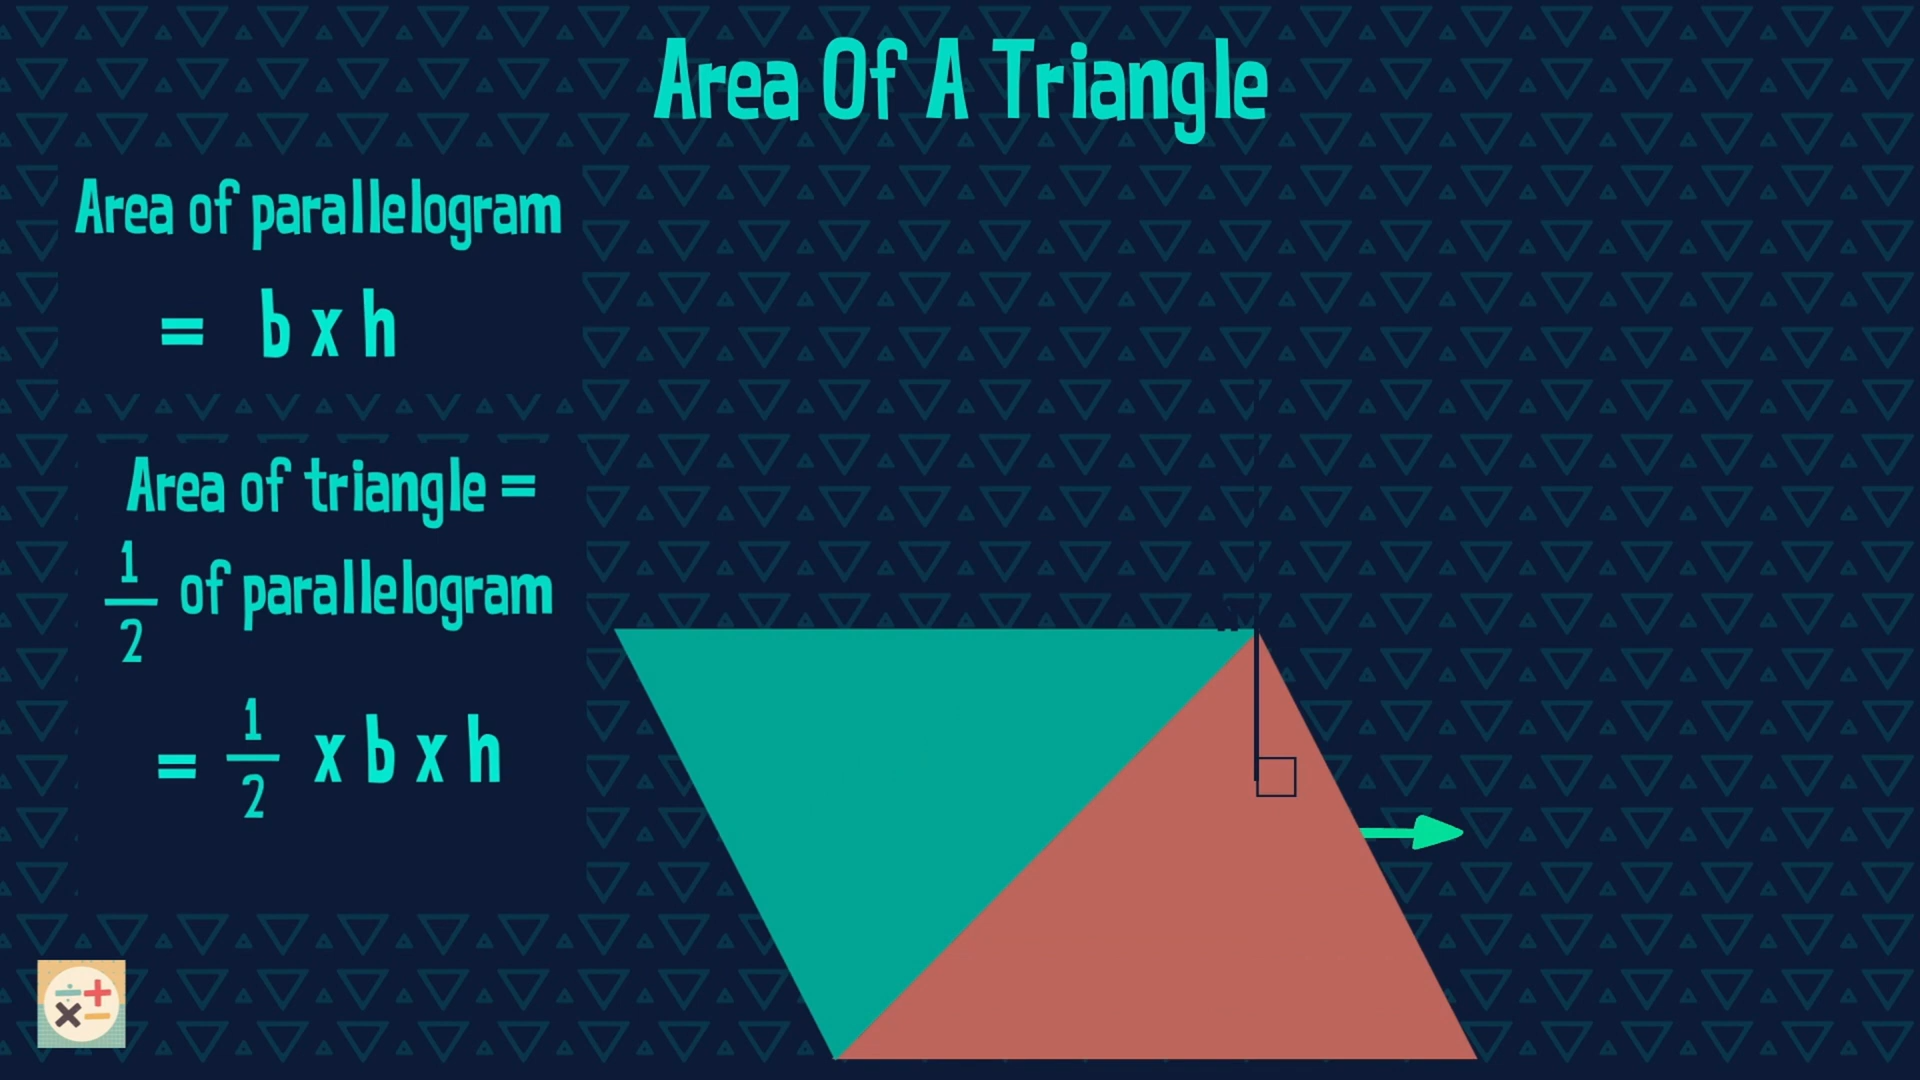 Area Of A Triangle
Area of parallelogram
= b x h
Area of triangle =
1/2 of parallelogram
= 1/2 x b x h